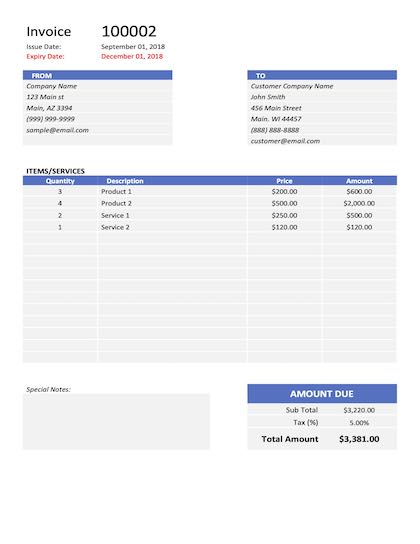 Invoice 100002
Issue Date: September 01, 2018
Expiry Date: December 01, 2018
FROM
Company Name
123 Main st
Main, AZ 3394
(999) 999-9999
sample@email.com
TO
Customer Company Name
John Smith
456 Main Street
Main. WI 44457
(888) 888-8888
customer@email.com
ITEMS/SERVICES
Quantity Description Price Amount
3 Product 1 $200.00 $600.00
4 Product 2 $500.00 $2,000.00
2 Service 1 $250.00 $500.00
1 Service 2 $120.00 $120.00
Special Notes:
AMOUNT DUE
Sub Total $3,220.00
Tax (%) 5.00%
Total Amount $3,381.00